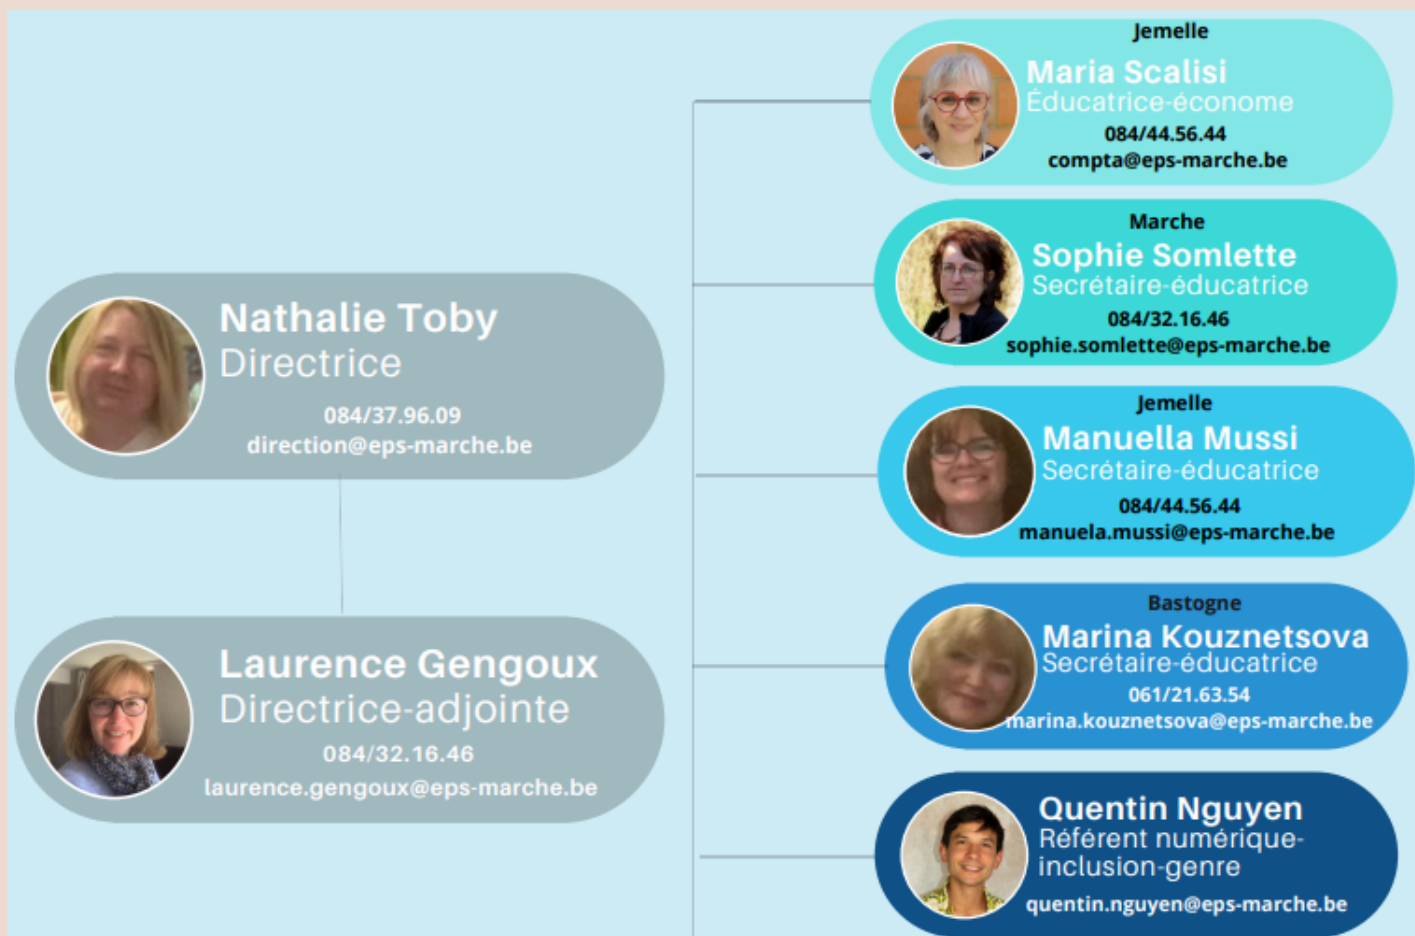 Nathalie Toby
Directrice
084/37.96.09
direction@eps-marche.be
Laurence Gengoux
Directrice-adjointe
084/32.16.46
laurence.gengoux@eps-marche.be
Jemelle
Maria Scalisi
Éducatrice-économe
084/44.56.44
compta@eps-marche.be
Marche
Sophie Somlette
Secrétaire-éducatrice
084/32.16.46
sophie.somlette@eps-marche.be
Jemelle
Manuella Mussi
Secrétaire-éducatrice
084/44.56.44
manuela.mussi@eps-marche.be
Bastogne
Marina Kouznetsova
Secrétaire-éducatrice
061/21.63.54
marina.kouznetsova@eps-marche.be
Quentin Nguyen
Référent numérique-
inclusion-genre
quentin.nguyen@eps-marche.be